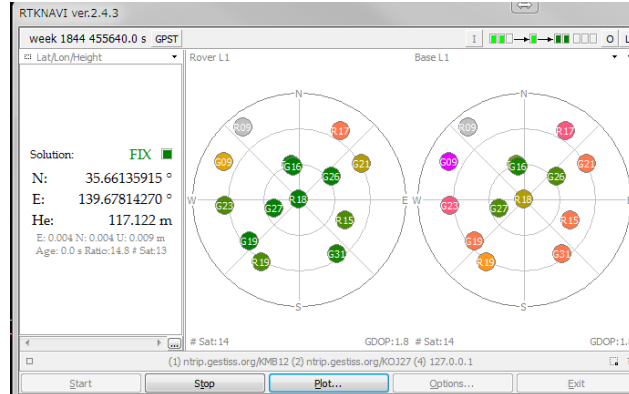 RTKNAVI ver.2.4.3
week 1844 455640.0 s GPST
I
O
L
Lat/Lon/Height
Rover L1
Base L1
Solution: FIX
N: 35.66135915 °
E: 139.67814270 °
He: 117.122 m
E: 0.004 N: 0.004 U: 0.009 m
Age: 0.0 s Ratio:14.8 # Sat:13
N
R09
R17
G09
G16
G21
G26
W
G23
G27
R18
E
R15
G19
R19
G31
S
# Sat:14
GDOP:1.8
N
R09
R17
G09
G16
G21
G26
W
G23
G27
R18
R15
G19
R19
G31
S
# Sat:14
GDOP:1.
...
(1) ntrip.gestiss.org/KMB12 (2) ntrip.gestiss.org/KOJ27 (4) 127.0.0.1
Start
Stop
Plot...
Options...
Exit